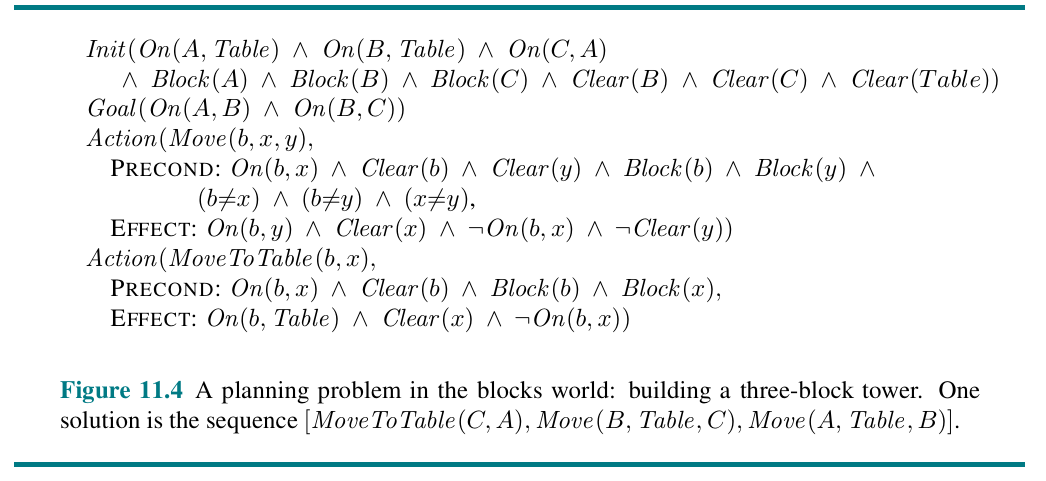 Init(On(A, Table) ∧ On(B, Table) ∧ On(C, A)
∧ Block(A) ∧ Block(B) ∧ Block(C) ∧ Clear(B) ∧ Clear(C) ∧ Clear(Table))
Goal(On(A, B) ∧ On(B, C))
Action(Move(b, x, y),
PRECOND: On(b, x) ∧ Clear(b) ∧ Clear(y) ∧ Block(b) ∧ Block(y) ∧
(b≠x) ∧ (b≠y) ∧ (x≠y),
EFFECT: On(b, y) ∧ Clear(x) ∧ ¬On(b, x) ∧ ¬Clear(y))
Action(MoveToTable(b, x),
PRECOND: On(b, x) ∧ Clear(b) ∧ Block(b) ∧ Block(x),
EFFECT: On(b, Table) ∧ Clear(x) ∧ ¬On(b, x))
Figure 11.4 A planning problem in the blocks world: building a three-block tower. One
solution is the sequence [MoveToTable(C, A), Move(B, Table, C), Move(A, Table, B)].